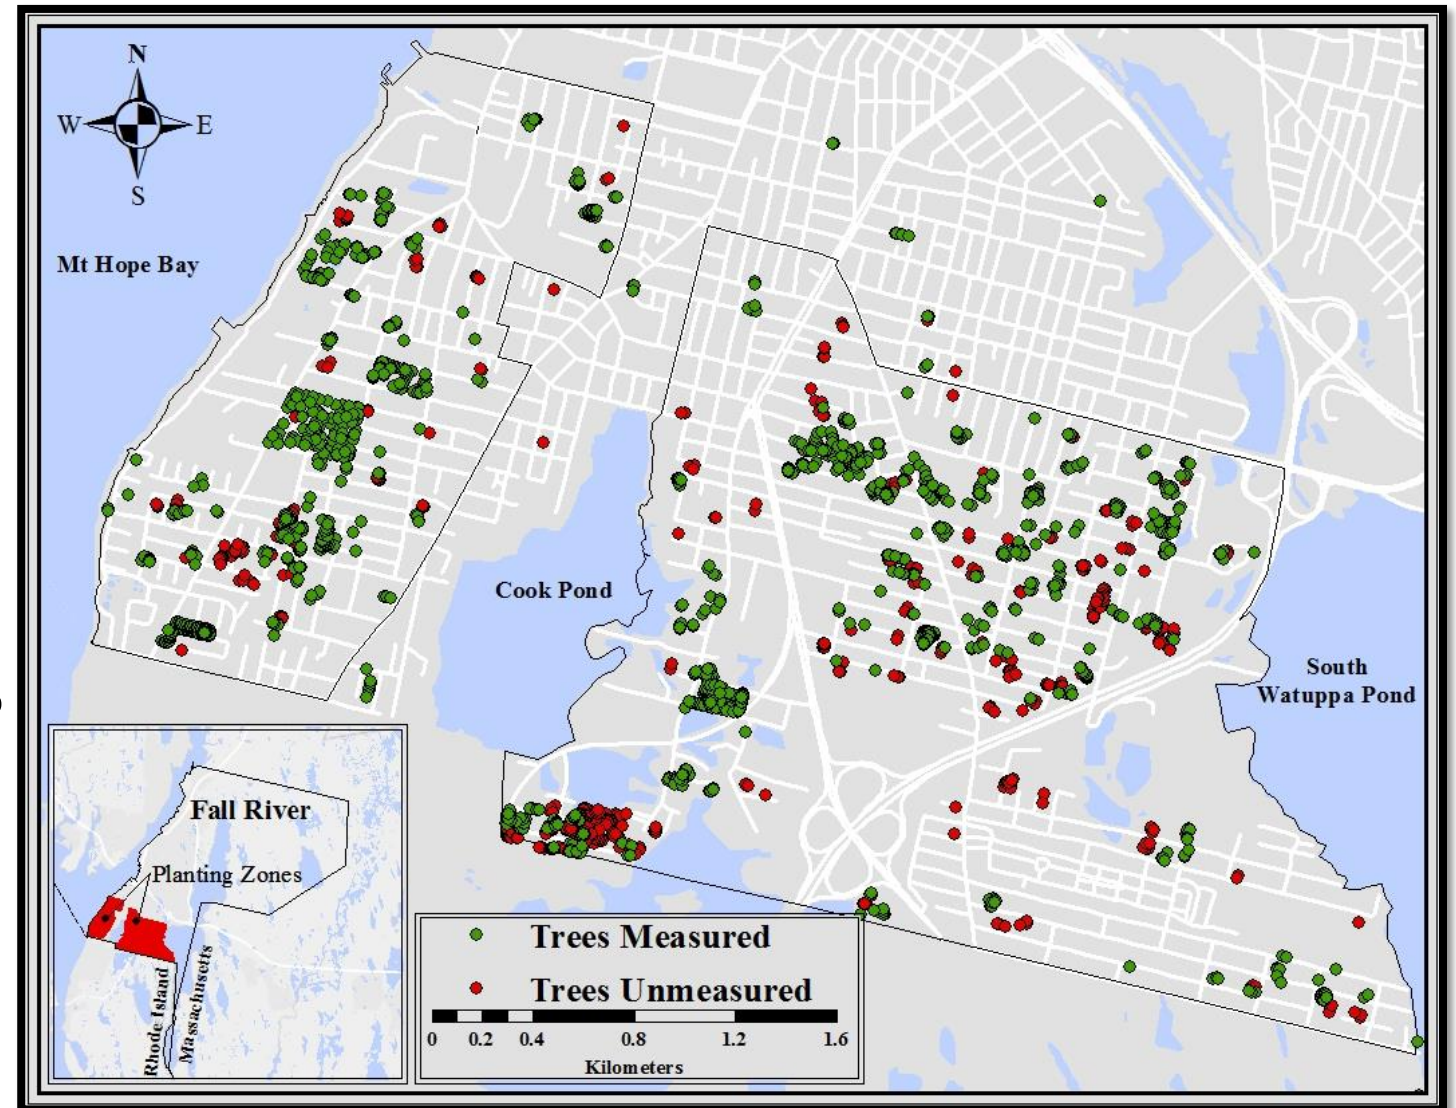 N
W E
S
Mt Hope Bay
Cook Pond
South
Watuppa Pond
Fall River
Planting Zones
Rhode Island
Massachusetts
Trees Measured
Trees Unmeasured
0 0.2 0.4 0.8 1.2 1.6
Kilometers